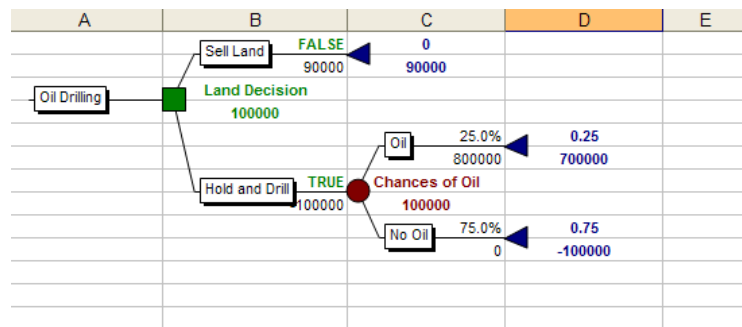 A B C D E
FALSE 0
Sell Land
90000 90000
Land Decision
Oil Drilling
100000
25.0% 0.25
Oil
800000 700000
TRUE Chances of Oil
Hold and Drill
-100000 100000
75.0% 0.75
No Oil
0 -100000